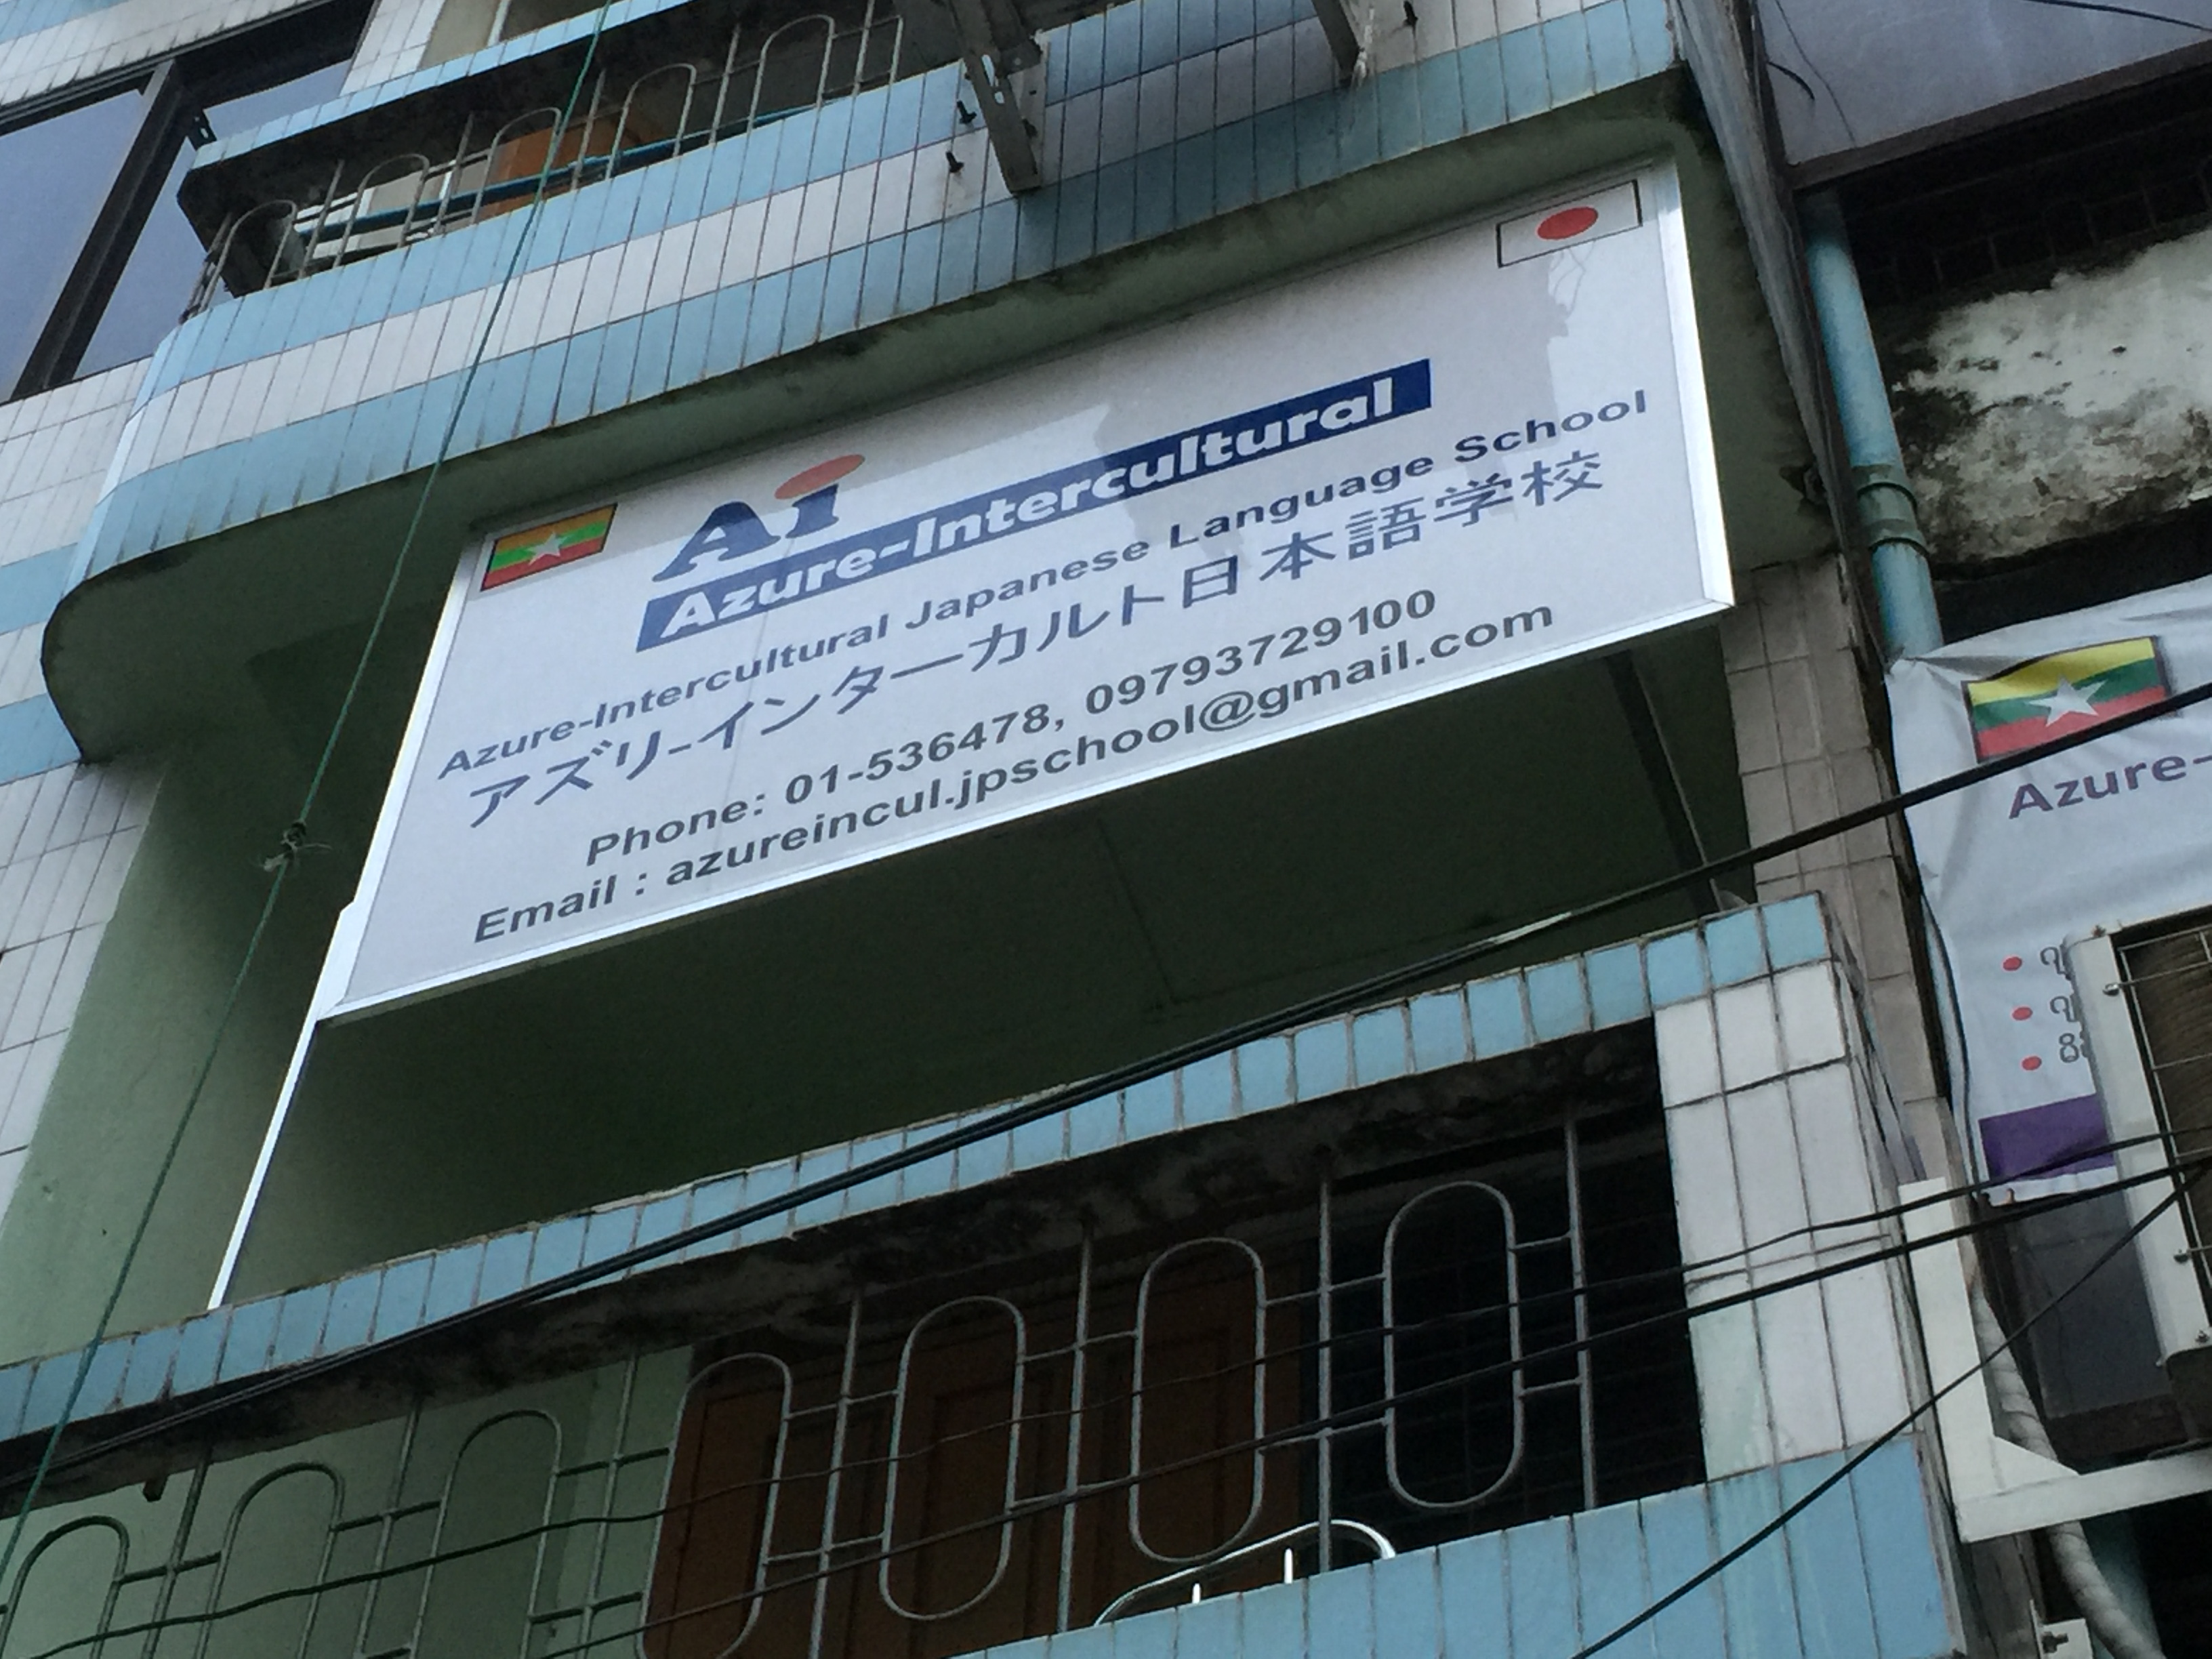 Ai
Azure-Intercultural
Azure-Intercultural Japanese Language School
アズリーインターカルト日本語学校
Phone: 01-536478, 09793729100
Email : azureincul.jpschool@gmail.com
Azure-